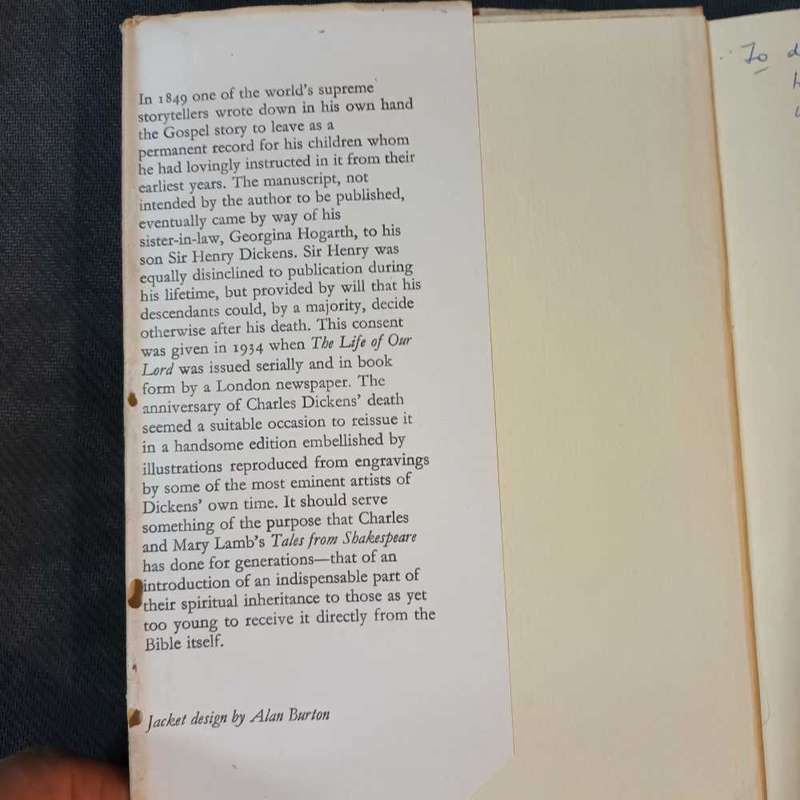 In 1849 one of the world's supreme
storytellers wrote down in his own hand
the Gospel story to leave as a
permanent record for his children whom
he had lovingly instructed in it from their
earliest years. The manuscript, not
intended by the author to be published,
eventually came by way of his
sister-in-law, Georgina Hogarth, to his
son Sir Henry Dickens. Sir Henry was
equally disinclined to publication during
his lifetime, but provided by will that his
descendants could, by a majority, decide
otherwise after his death. This consent
was given in 1934 when The Life of Our
Lord was issued serially and in book
form by a London newspaper. The
anniversary of Charles Dickens' death
seemed a suitable occasion to reissue it
in a handsome edition embellished by
illustrations reproduced from engravings
by some of the most eminent artists of
Dickens' own time. It should serve
something of the purpose that Charles
and Mary Lamb's Tales from Shakespeare
has done for generations—that of an
introduction of an indispensable part of
their spiritual inheritance to those as yet
too young to receive it directly from the
Bible itself.
Jacket design by Alan Burton
To